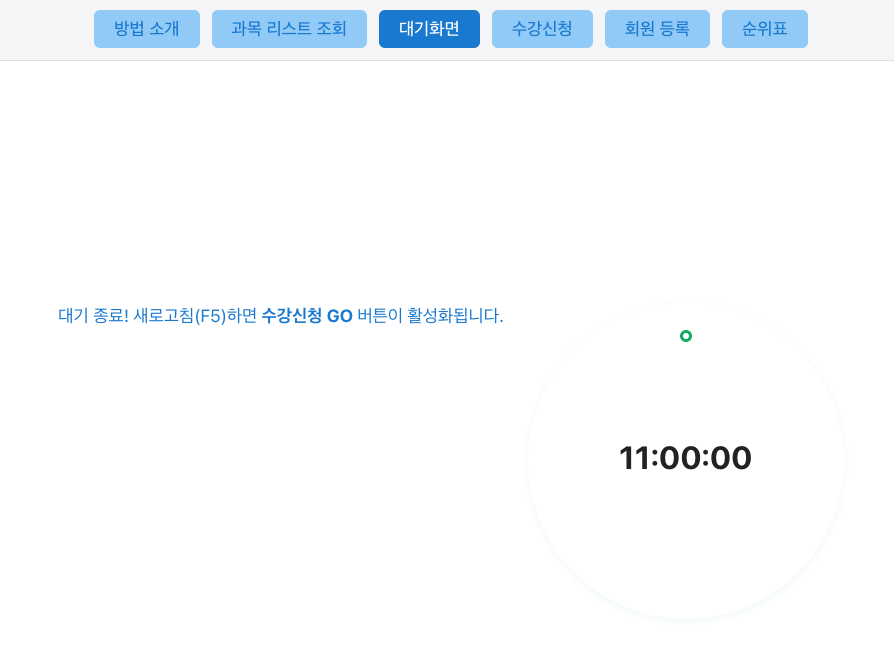 방법 소개 과목 리스트 조회 대기화면 수강신청 회원 등록 순위표
대기 종료! 새로고침(F5)하면 수강신청 GO 버튼이 활성화됩니다.
11:00:00